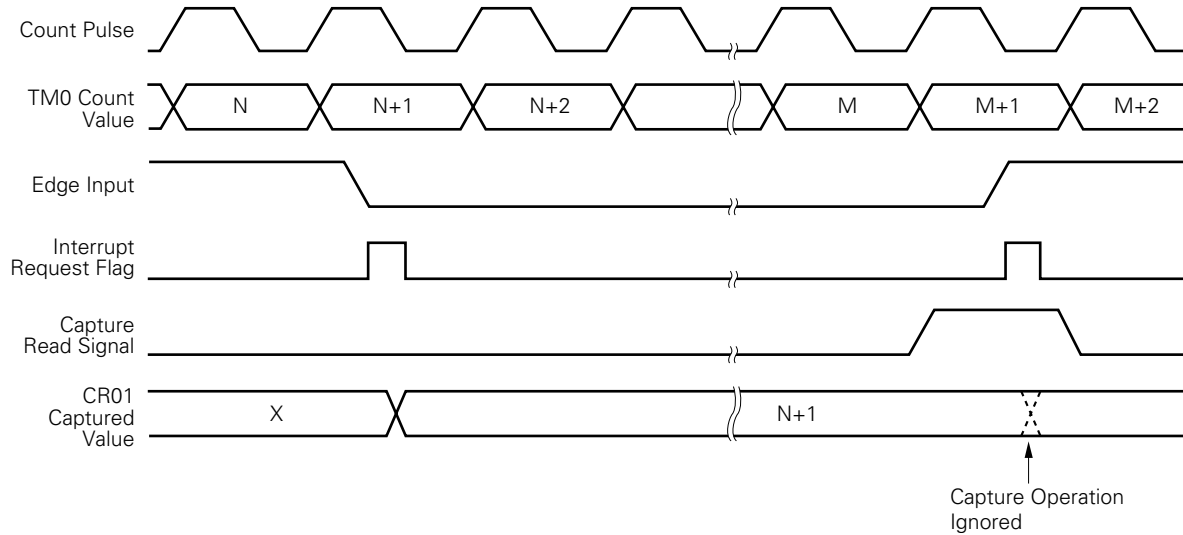 Count Pulse
TM0 Count
Value
N
N+1
N+2
M
M+1
M+2
Edge Input
Interrupt
Request Flag
Capture
Read Signal
CR01
Captured
Value
X
N+1
Capture Operation
Ignored